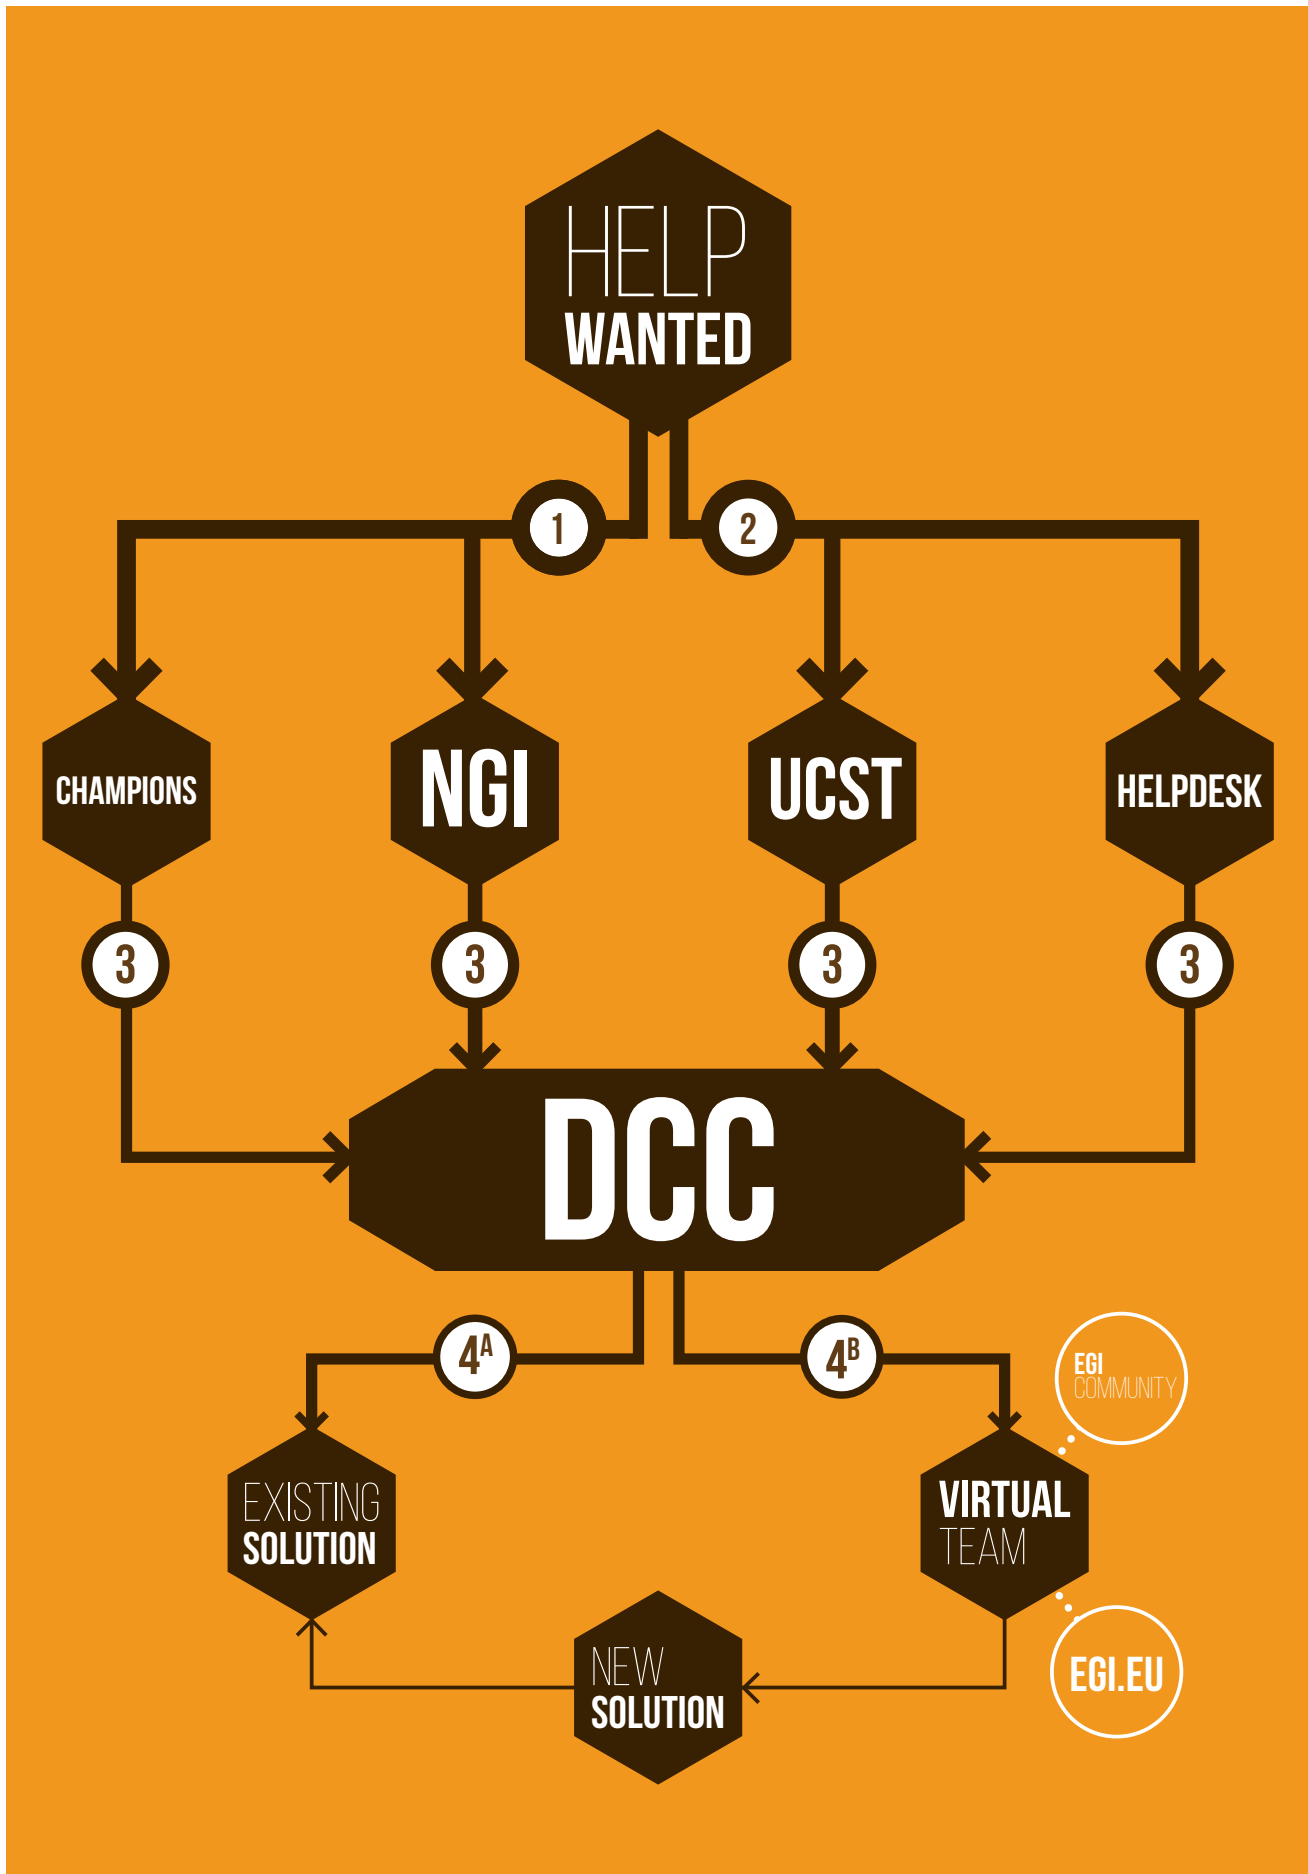 HELP
WANTED
1
2
CHAMPIONS
NGI
UCST
HELPDESK
3
3
3
3
DCC
4A
4B
EGI
COMMUNITY
EXISTING
SOLUTION
VIRTUAL
TEAM
NEW
SOLUTION
EGI.EU